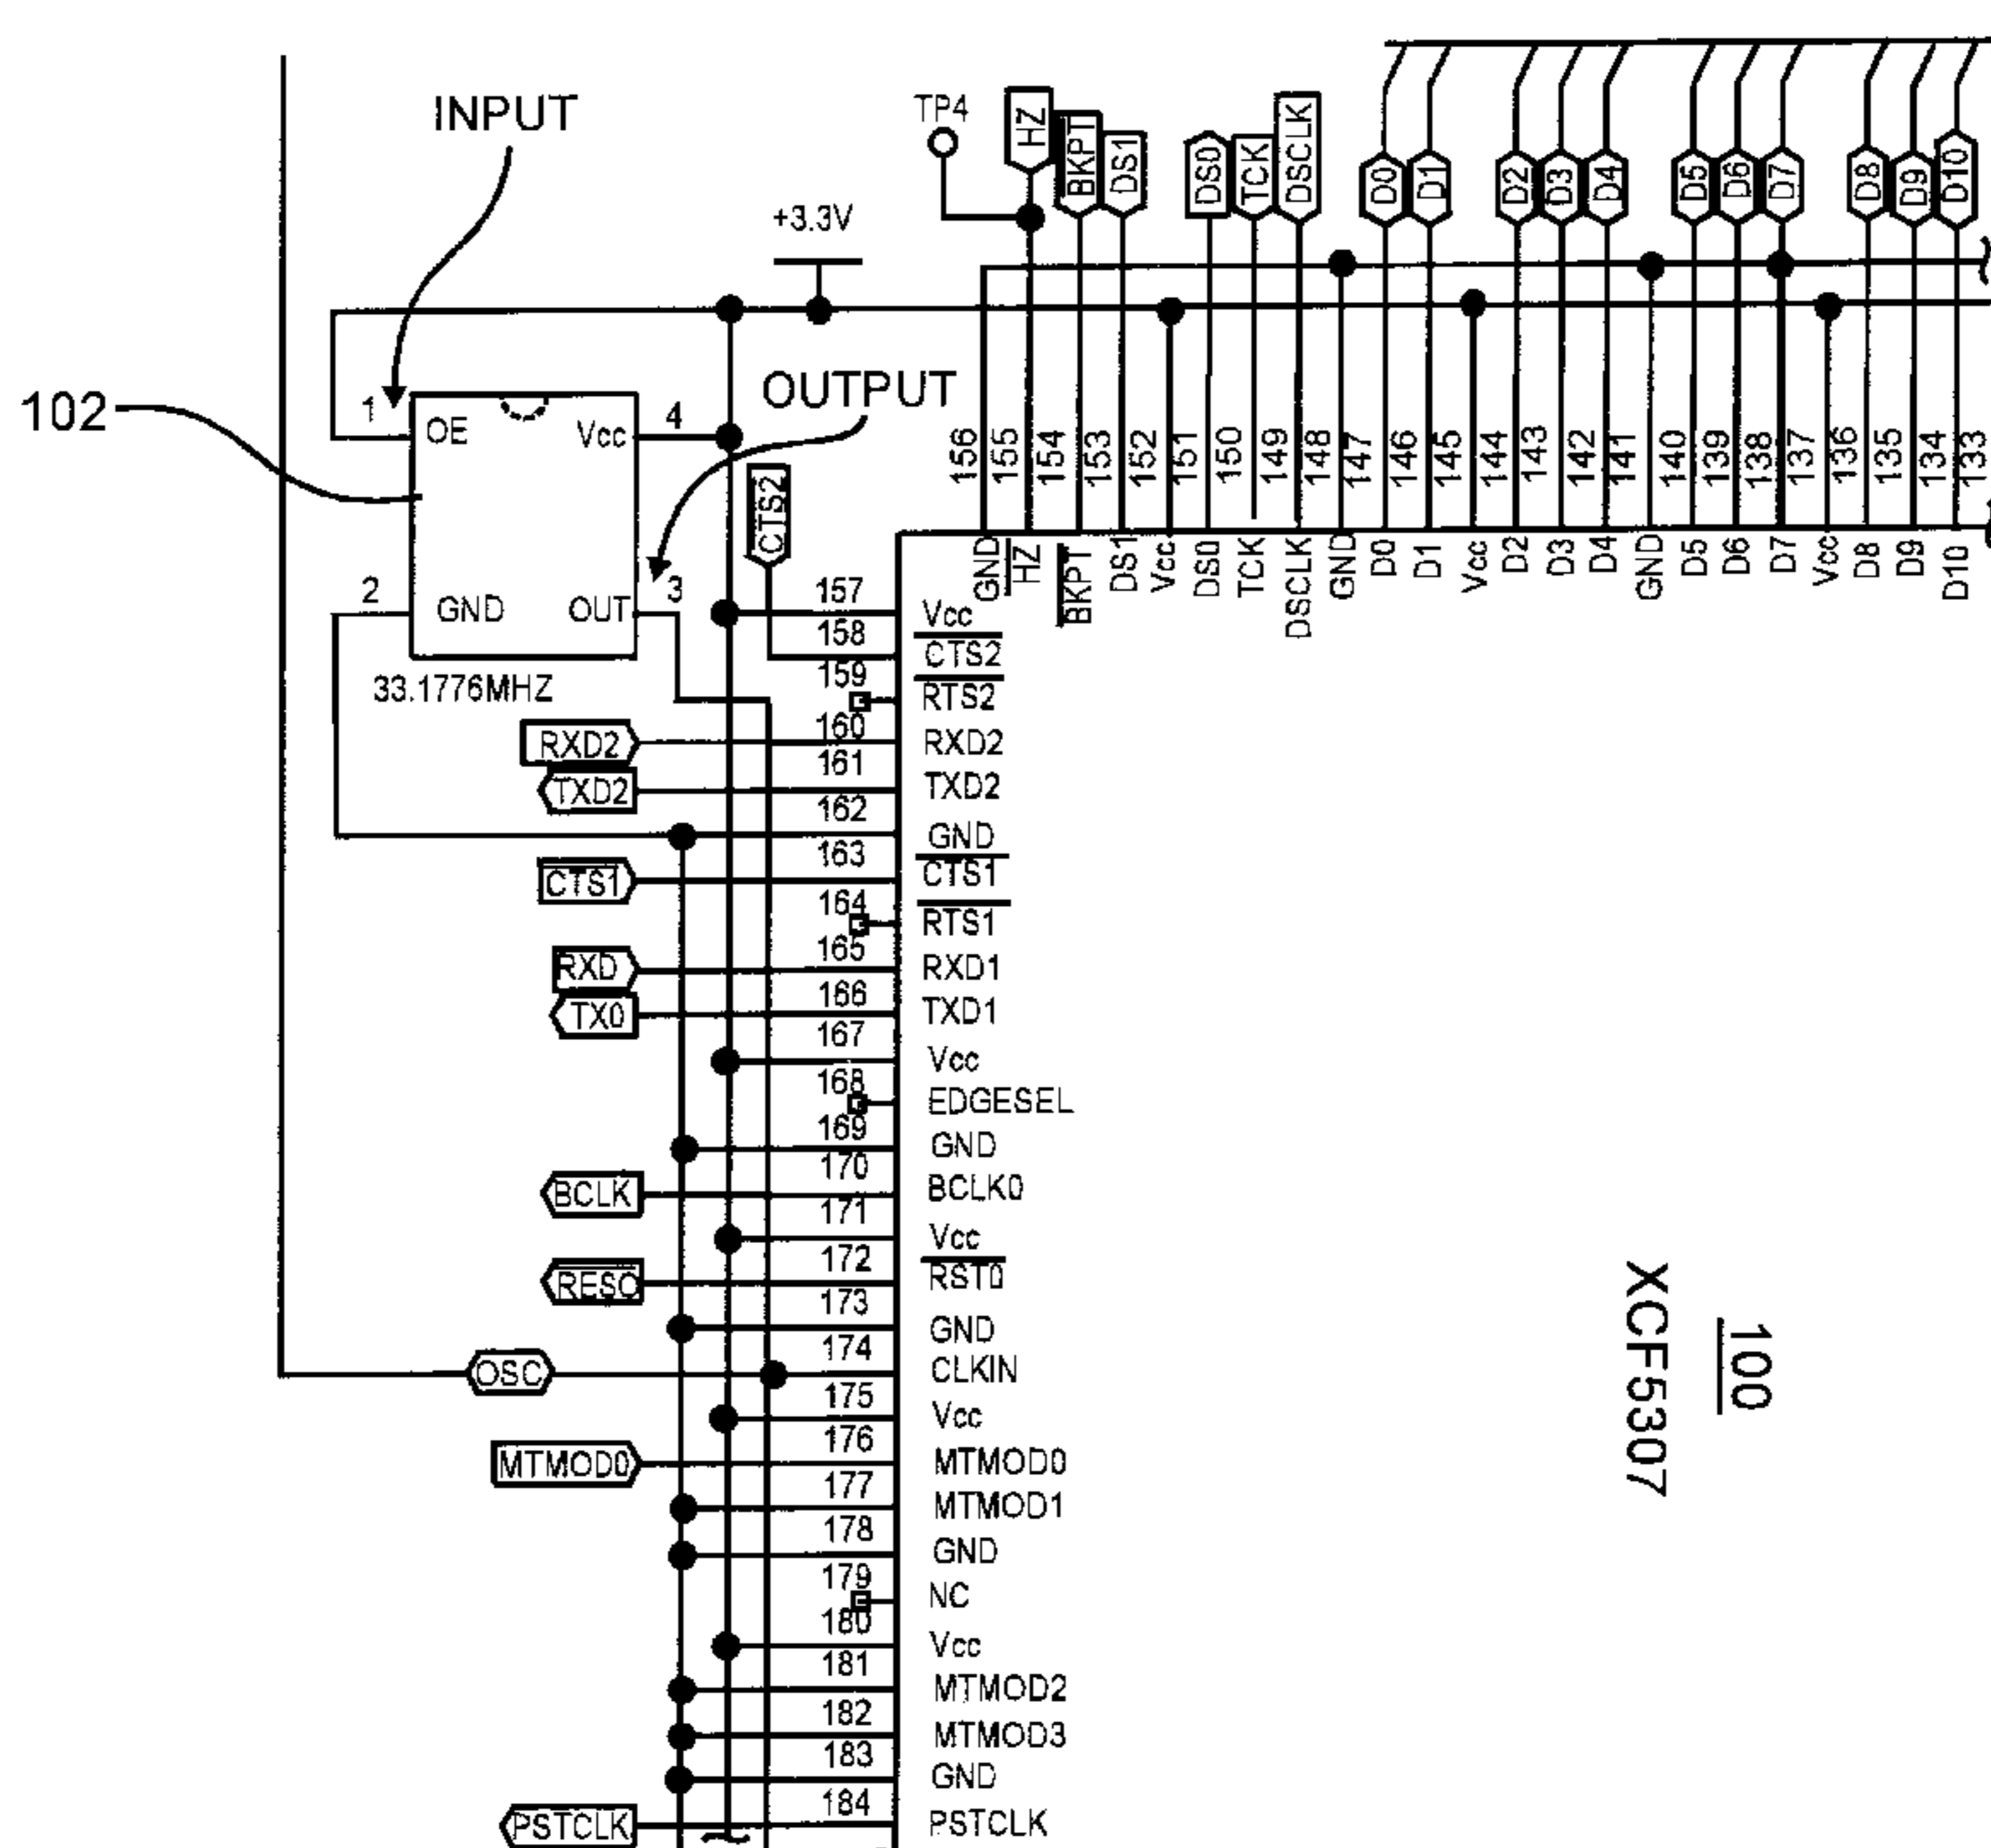 INPUT
TP4
HZ
BKPT
DS1
DS0
TCK
DSCLK
D0
D1
D2
D3
D4
D5
D6
D7
D8
D9
D10
+3.3V
102
1
OE
Vcc
4
OUTPUT
CTS2
2
GND
OUT
3
33.1776MHZ
156
155
154
153
152
151
150
149
148
147
146
145
144
143
142
141
140
139
138
137
136
135
134
133
GND
HZ
BKPT
DS1
Vcc
DS0
TCK
DSCLK
GND
D0
D1
Vcc
D2
D3
D4
GND
D5
D6
D7
Vcc
D8
D9
D10
157
Vcc
158
CTS2
159
RTS2
RXD2
160
RXD2
161
TXD2
TXD2
162
GND
163
CTS1
CTS1
164
RTS1
165
RXD
RXD1
166
TX0
TXD1
167
Vcc
168
EDGESEL
169
GND
170
BCLK
BCLK0
171
Vcc
172
RESO
RST0
173
GND
174
OSC
CLKIN
175
Vcc
176
MTMOD0
MTMOD0
177
MTMOD1
178
GND
179
NC
180
Vcc
181
MTMOD2
182
MTMOD3
183
GND
184
PSTCLK
PSTCLK
100
XCF5307